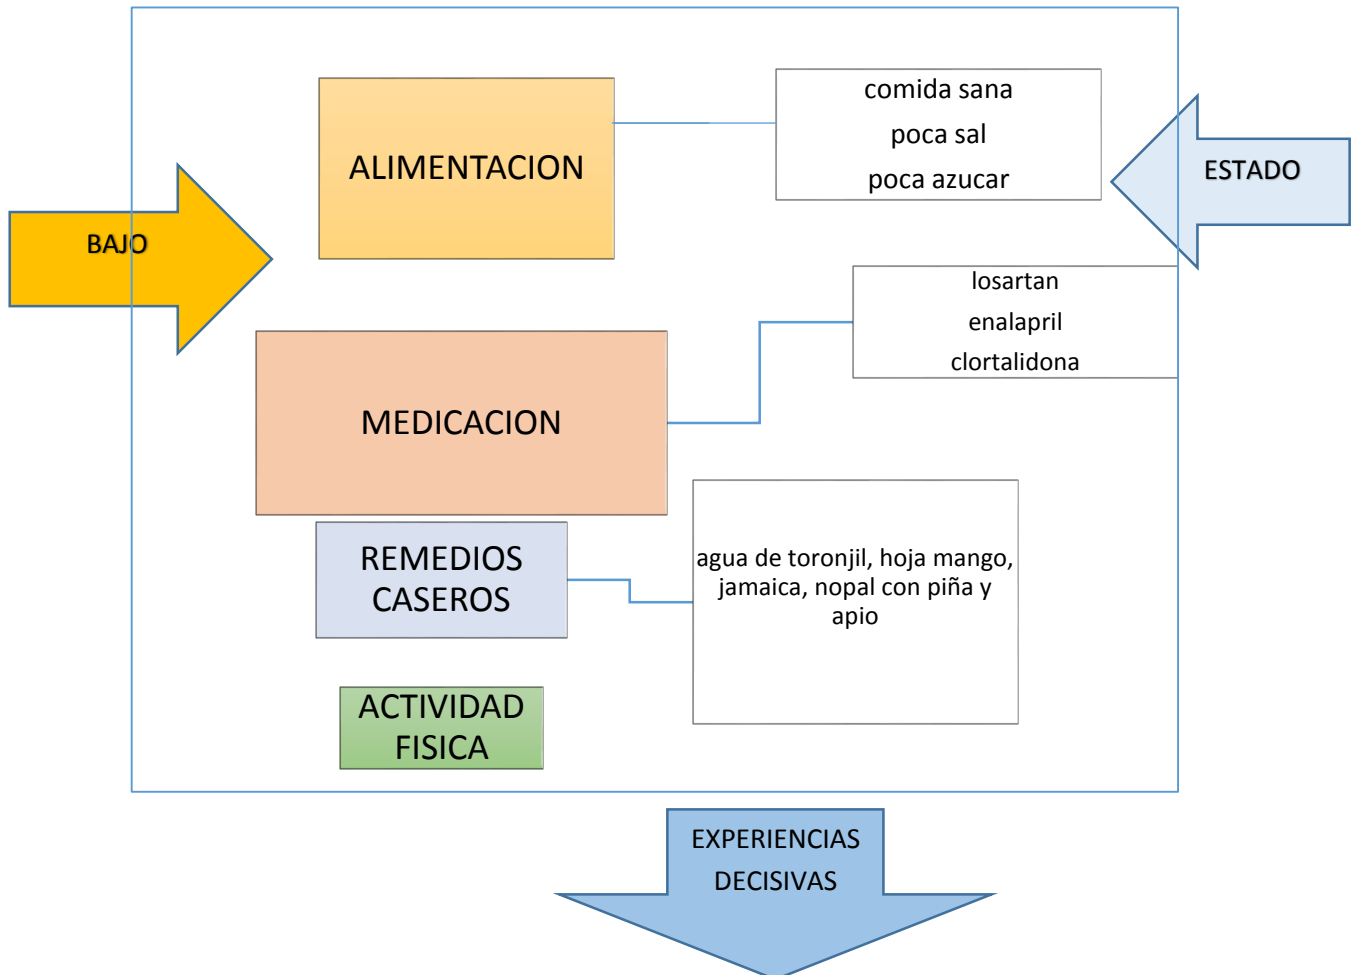 comida sana
poca sal
poca azucar
ALIMENTACION
ESTADO
BAJO
losartan
enalapril
clortalidona
MEDICACION
agua de toronjil, hoja mango,
jamaica, nopal con piña y
apio
REMEDIOS
CASEROS
ACTIVIDAD
FISICA
EXPERIENCIAS
DECISIVAS